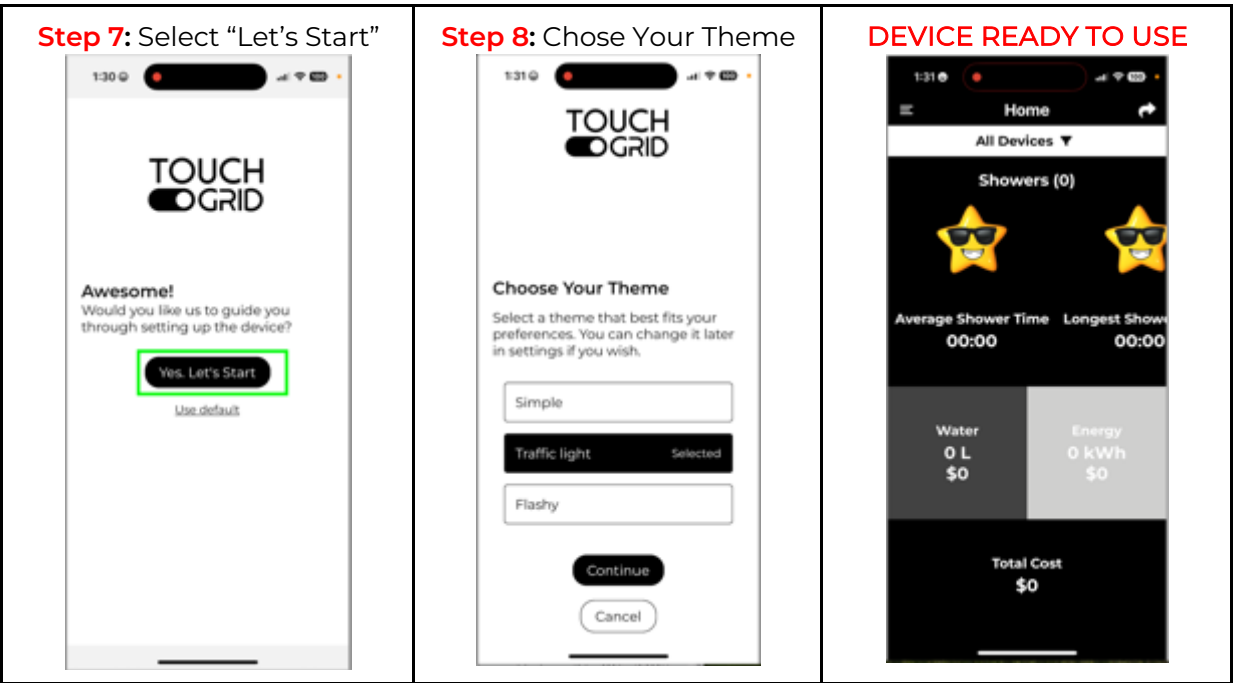 Step 7: Select “Let’s Start”
1:30
100
TOUCH
GRID
Awesome!
Would you like us to guide you
through setting up the device?
Yes. Let's Start
Use default
Step 8: Chose Your Theme
1:31
100
TOUCH
GRID
Choose Your Theme
Select a theme that best fits your
preferences. You can change it later
in settings if you wish.
Simple
Traffic light Selected
Flashy
Continue
Cancel
DEVICE READY TO USE
1:31
100
Home
All Devices
Showers (0)
Average Shower Time Longest Showe
00:00 00:00
Water Energy
0 L 0 kWh
$0 $0
Total Cost
$0